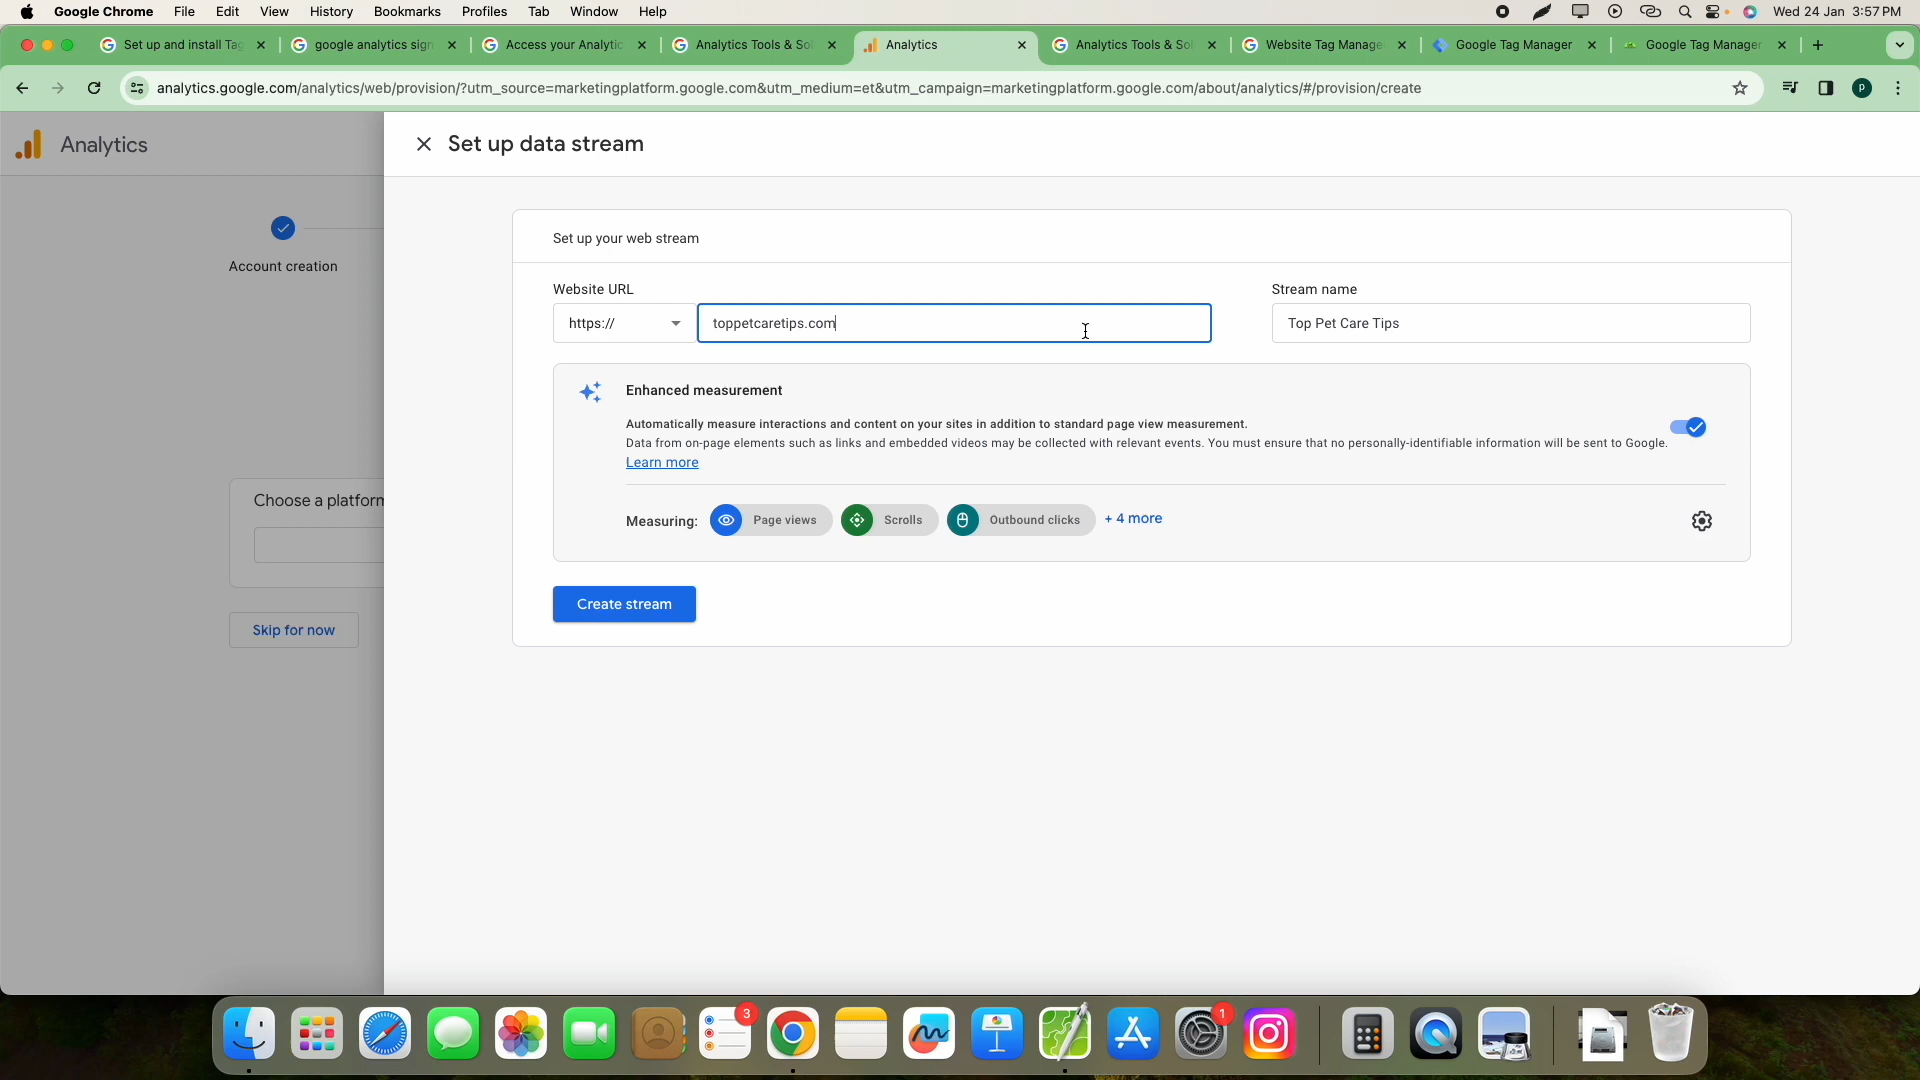 Google Chrome File Edit View History Bookmarks Profiles Tab Window Help Wed 24 Jan 3:57 PM
Set up and install Tag google analytics sign Access your Analytic Analytics Tools & Sol Analytics Analytics Tools & Sol Website Tag Manage Google Tag Manager Google Tag Manager
analytics.google.com/analytics/web/provision/?utm_source=marketingplatform.google.com&utm_medium=et&utm_campaign=marketingplatform.google.com/about/analytics/#/provision/create P
Analytics
Set up data stream
Account creation
Choose a platform
Skip for now
Set up your web stream
Website URL Stream name
https:// toppetcaretips.com Top Pet Care Tips
Enhanced measurement
Automatically measure interactions and content on your sites in addition to standard page view measurement.
Data from on-page elements such as links and embedded videos may be collected with relevant events. You must ensure that no personally-identifiable information will be sent to Google.
Learn more
Measuring: Page views Scrolls Outbound clicks + 4 more
Create stream
3 1